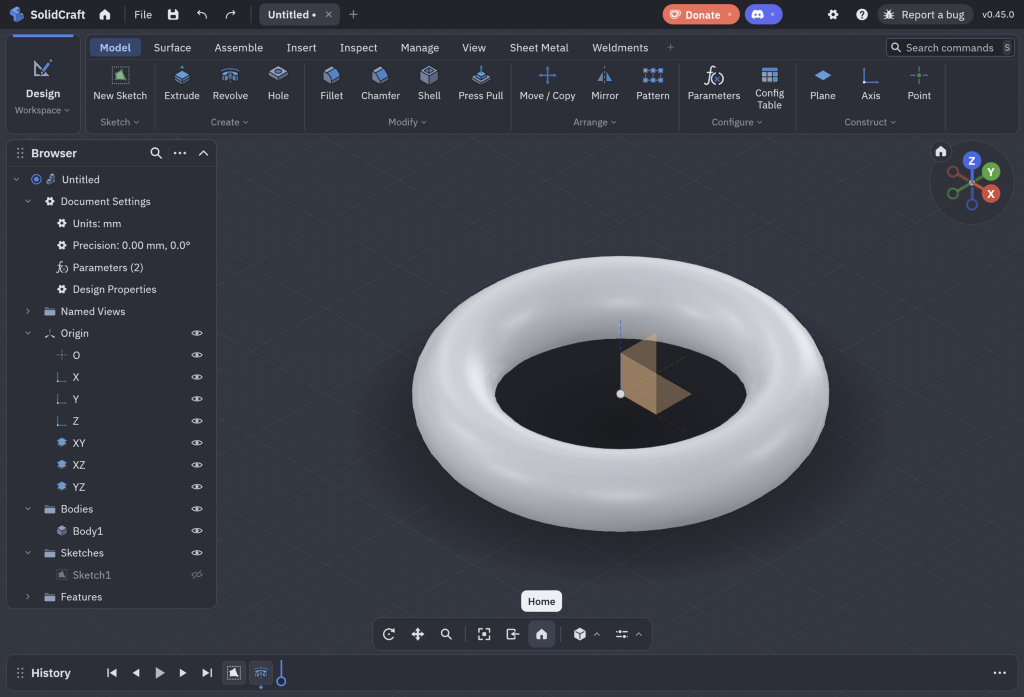 SolidCraft
File
Untitled •
Donate
Report a bug
v0.45.0
Model
Surface
Assemble
Insert
Inspect
Manage
View
Sheet Metal
Weldments
Search commands
S
Design
Workspace
New Sketch
Extrude
Revolve
Hole
Fillet
Chamfer
Shell
Press Pull
Move / Copy
Mirror
Pattern
Parameters
Config
Table
Plane
Axis
Point
Sketch
Create
Modify
Arrange
Configure
Construct
Browser
Untitled
Document Settings
Units: mm
Precision: 0.00 mm, 0.0°
Parameters (2)
Design Properties
Named Views
Origin
O
X
Y
Z
XY
XZ
YZ
Bodies
Body1
Sketches
Sketch1
Features
Z
Y
X
Home
History